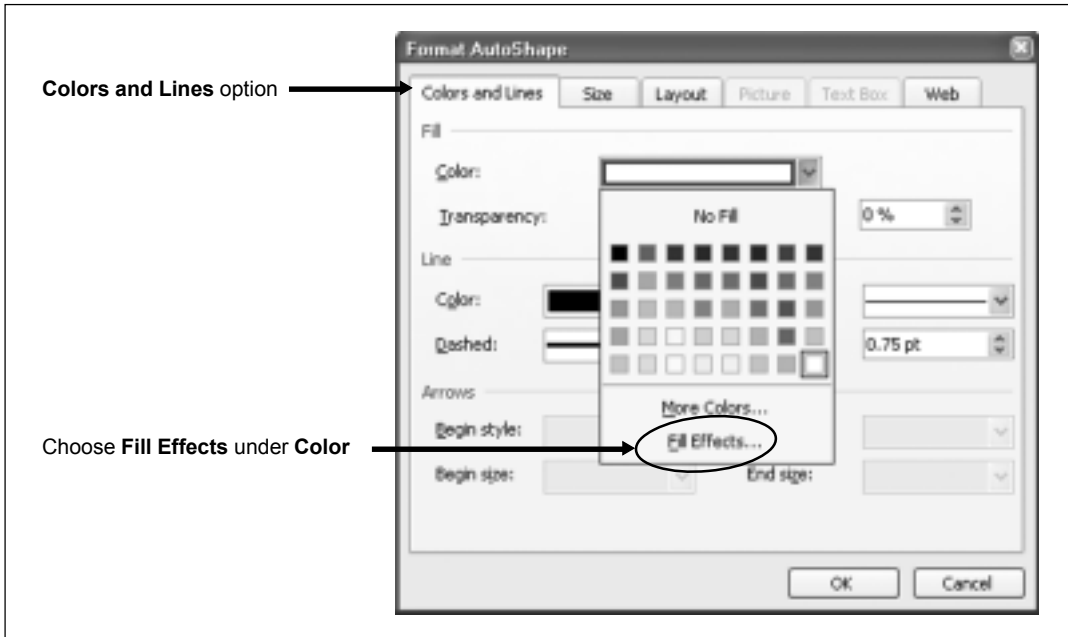 Format AutoShape
Colors and Lines option
Colors and Lines Size Layout Picture Text Box Web
Fill
Color:
Transparency: 0 %
No Fill
Line
Color:
Dashed: 0.75 pt
Arrows
More Colors...
Begin style:
Choose Fill Effects under Color
Fill Effects...
Begin size: End size:
OK Cancel